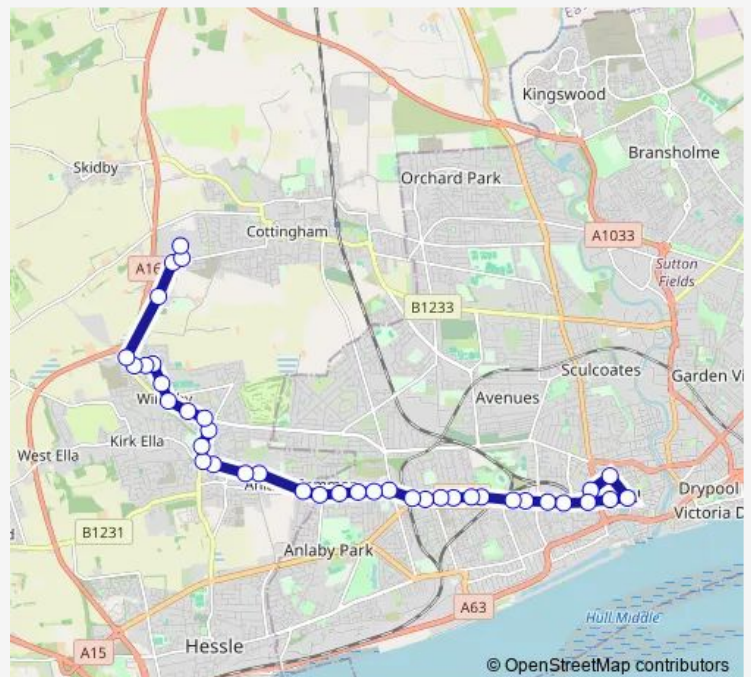 Kingswood
Bransholme
Skidby
Orchard Park
Cottingham
A1033
A16
Sutton
Fields
B1233
Sculcoates
Garden Vi
Avenues
Kirk Ella
West Ella
Drypool
Victoria D
B1231
Anlaby Park
A63
Hull Middle
Hessle
A15
© OpenStreetMap contributors